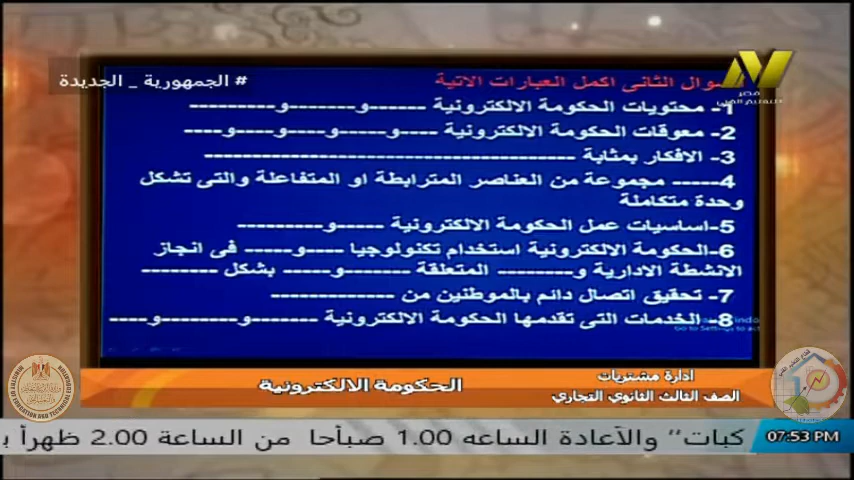 # الجمهورية _ الجديدة
السوال الثانى اكمل العبارات الاتية
1- محتويات الحكومة الالكترونية ------و--------و----------
2- معوقات الحكومة الالكترونية ----و-----و-----و-----و----
3- الافكار بمثابة -------------------------------------------
4----- مجموعة من العناصر المترابطة او المتفاعلة والتى تشكل
وحدة متكاملة
5-اساسيات عمل الحكومة الالكترونية ------و----------
6-الحكومة الالكترونية استخدام تكنولوجيا -----و----- فى انجاز
الانشطة الادارية و--------- المتعلقة --------و----- بشكل ---------
7- تحقيق اتصال دائم بالموطنين من --------------
8- الخدمات التى تقدمها الحكومة الالكترونية --------و--------و--------و----
ادارة مشتريات
الحكومة الالكترونية
الصف الثالث الثانوي التجاري
07:53 PM
كبات" والأعادة الساعه 1.00 صباحا من الساعة 2.00 ظهراً ب